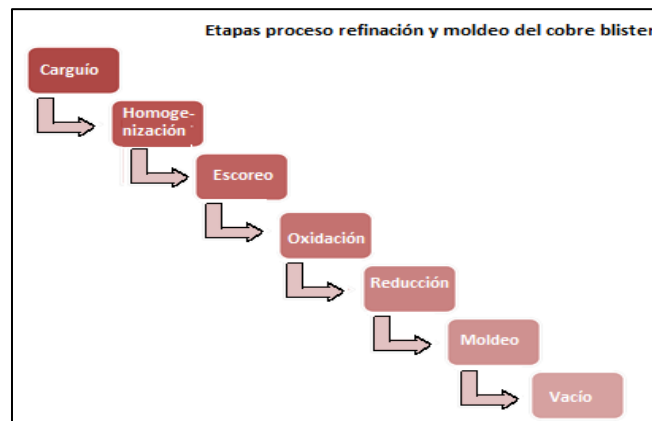 Etapas proceso refinación y moldeo del cobre blister
Carguío
Homoge-
nización
Escoreo
Oxidación
Reducción
Moldeo
Vacío